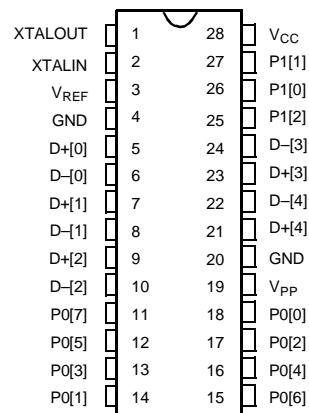 XTALOUT 1 28 VCC
XTALIN 2 27 P1[1]
VREF 3 26 P1[0]
GND 4 25 P1[2]
D+[0] 5 24 D–[3]
D–[0] 6 23 D+[3]
D+[1] 7 22 D–[4]
D–[1] 8 21 D+[4]
D+[2] 9 20 GND
D–[2] 10 19 VPP
P0[7] 11 18 P0[0]
P0[5] 12 17 P0[2]
P0[3] 13 16 P0[4]
P0[1] 14 15 P0[6]